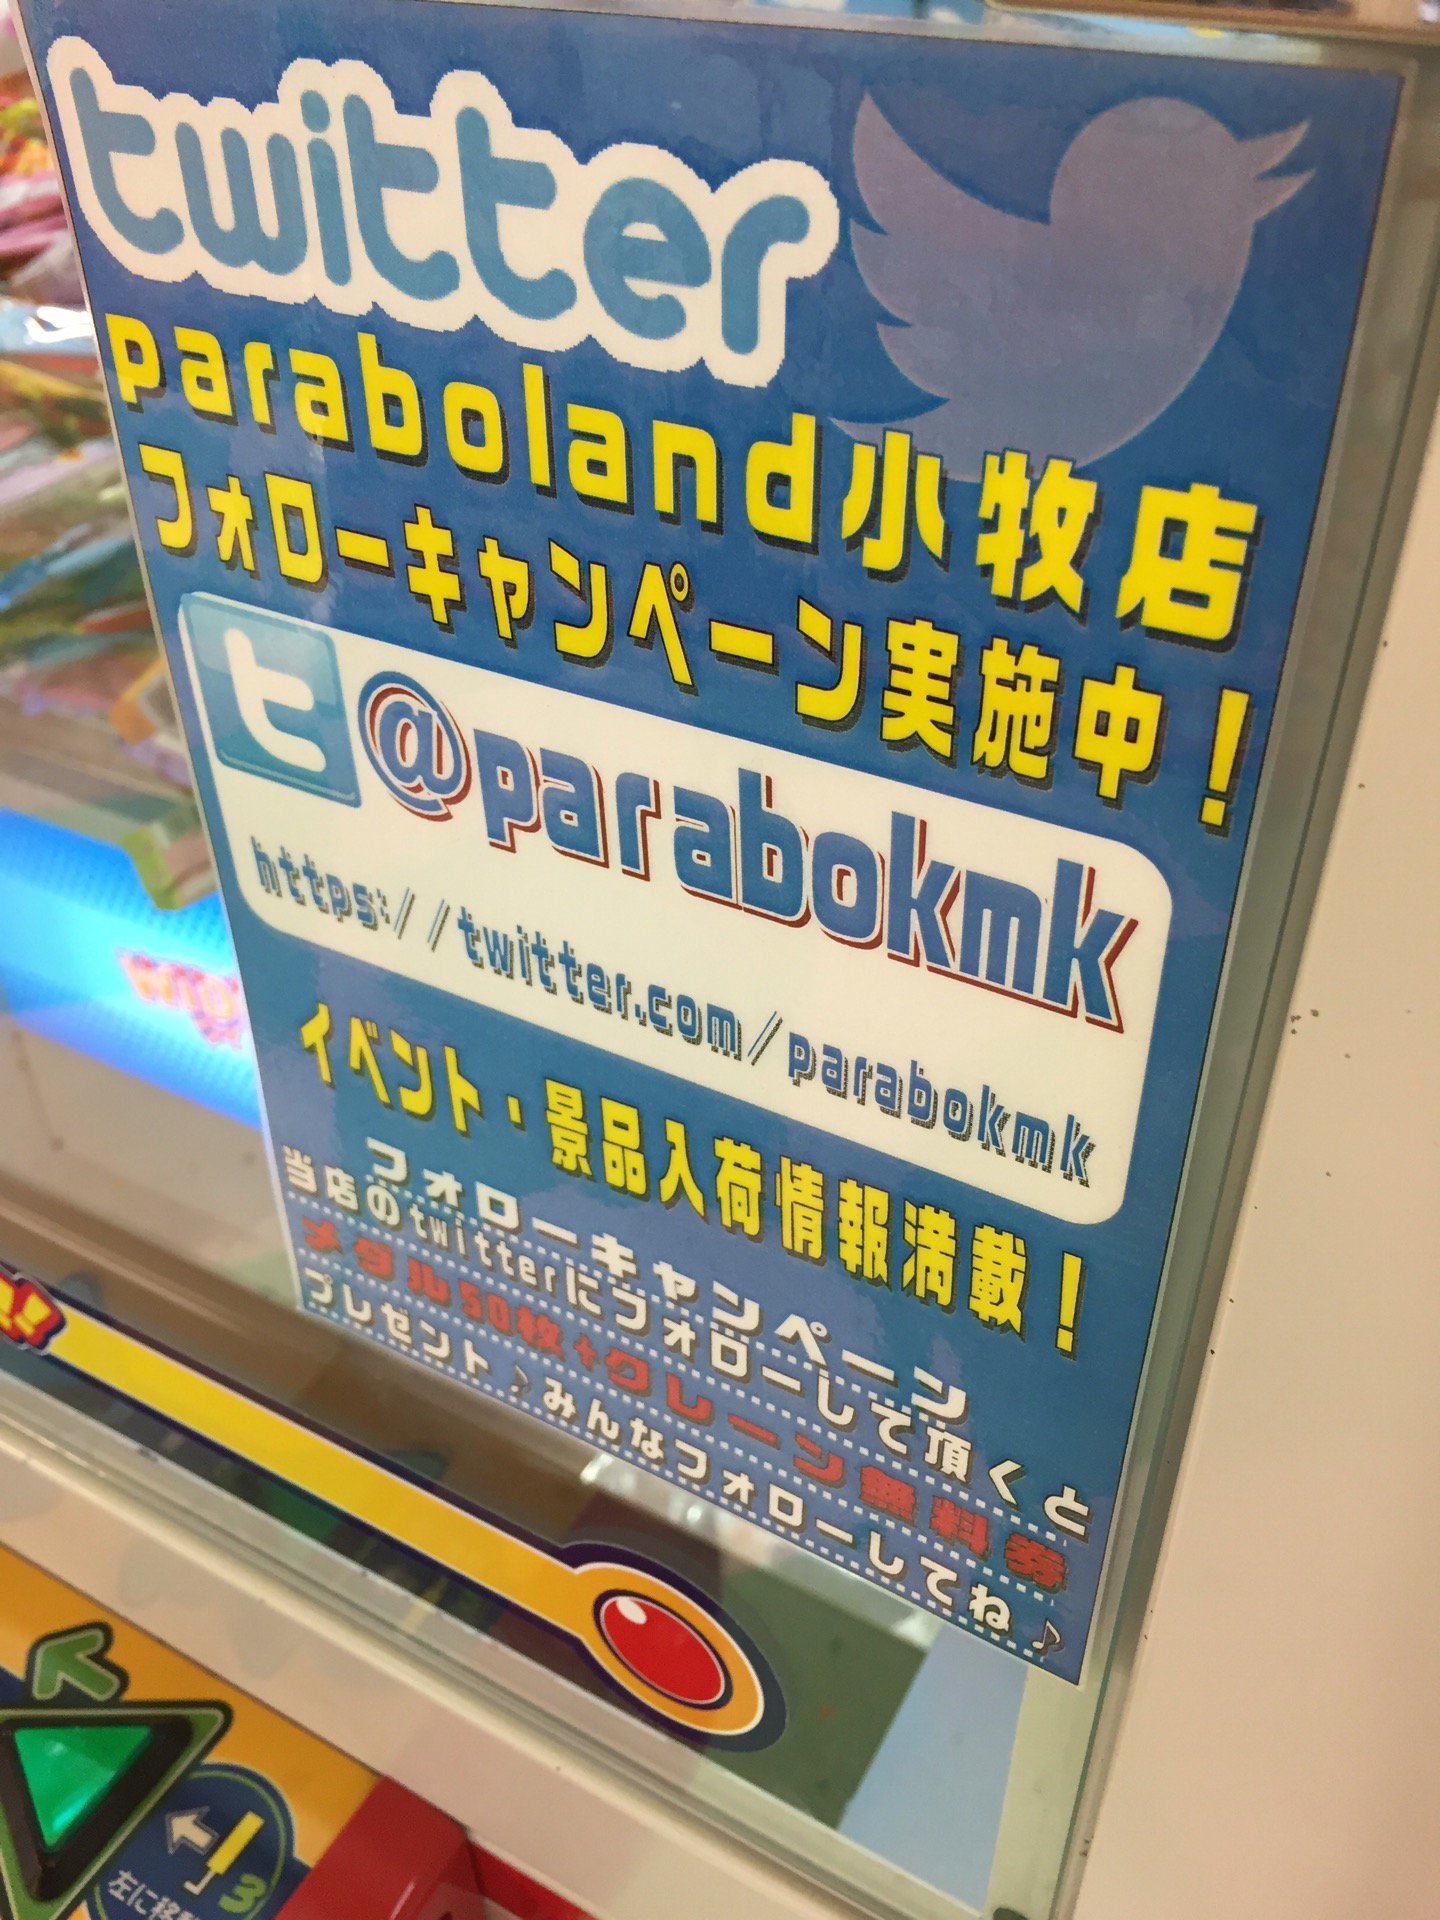 twitter
paraboland小牧店
フォローキャンペーン実施中!
t @parabokmk
https://twitter.com/parabokmk
イベント・景品入荷情報満載!
フォローキャンペーン
当店のtwitterにフォローして頂くと
メダル50枚+クレーン無料券
プレゼント♪みんなフォローしてね♪
!!
3
左に移動